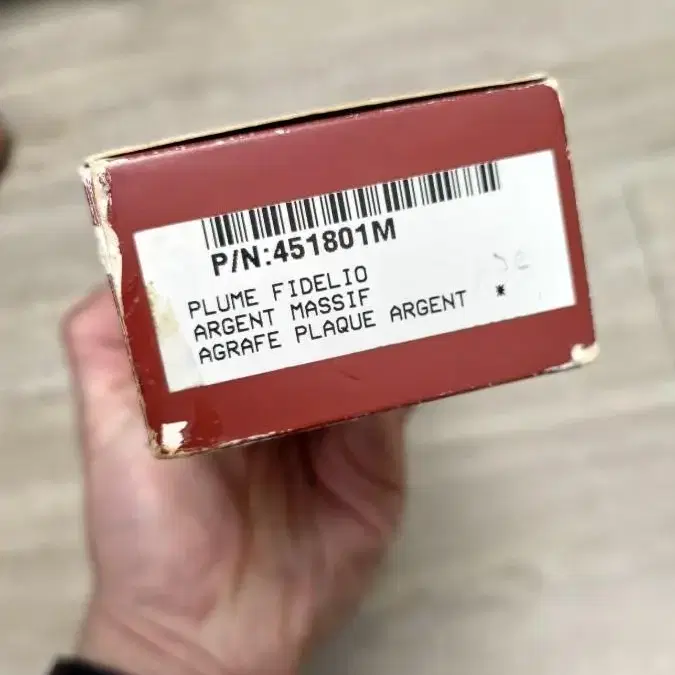 P/N:451801M
PLUME FIDELIO
ARGENT MASSIF
AGRAFE PLAQUE ARGENT *